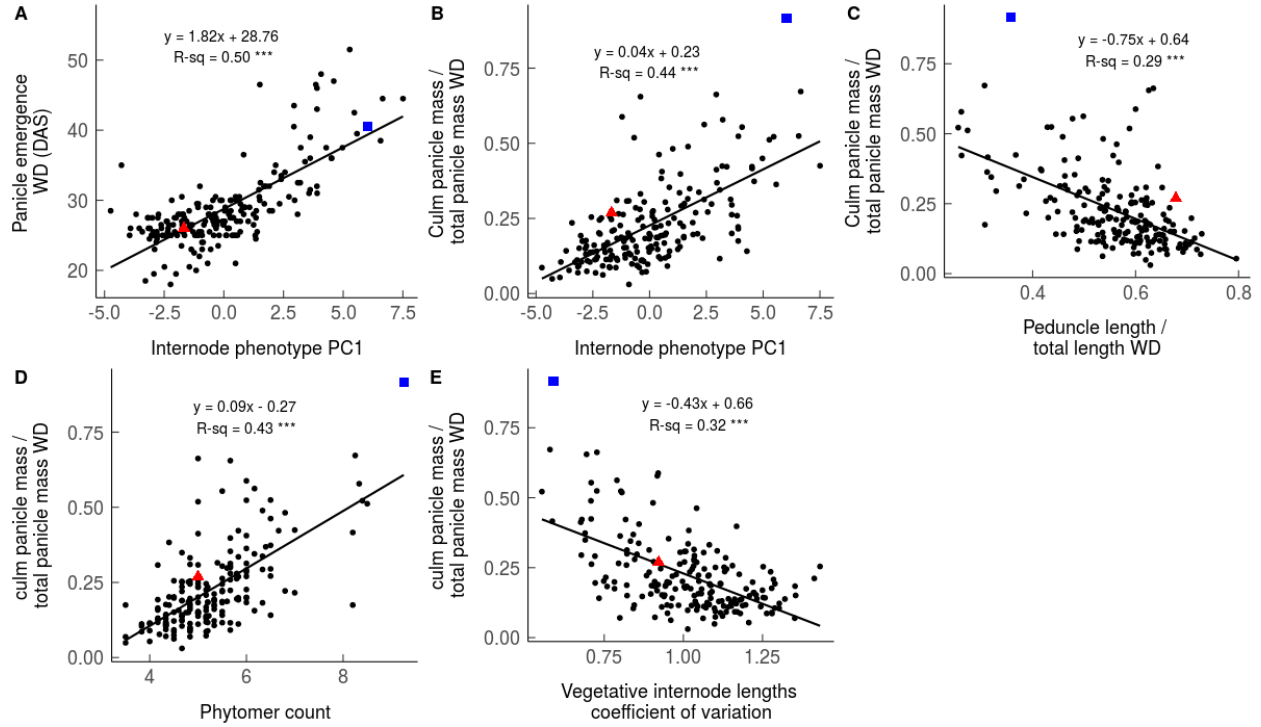 A
y = 1.82x + 28.76
R-sq = 0.50 ***
Panicle emergence
WD (DAS)
50
40
30
20
-5.0 -2.5 0.0 2.5 5.0 7.5
Internode phenotype PC1
B
y = 0.04x + 0.23
R-sq = 0.44 ***
Culm panicle mass /
total panicle mass WD
0.75
0.50
0.25
0.00
-5.0 -2.5 0.0 2.5 5.0 7.5
Internode phenotype PC1
C
y = -0.75x + 0.64
R-sq = 0.29 ***
Culm panicle mass /
total panicle mass WD
0.75
0.50
0.25
0.00
0.4 0.6 0.8
Peduncle length /
total length WD
D
y = 0.09x - 0.27
R-sq = 0.43 ***
culm panicle mass /
total panicle mass WD
0.75
0.50
0.25
0.00
4 6 8
Phytomer count
E
y = -0.43x + 0.66
R-sq = 0.32 ***
culm panicle mass /
total panicle mass WD
0.75
0.50
0.25
0.00
0.75 1.00 1.25
Vegetative internode lengths
coefficient of variation